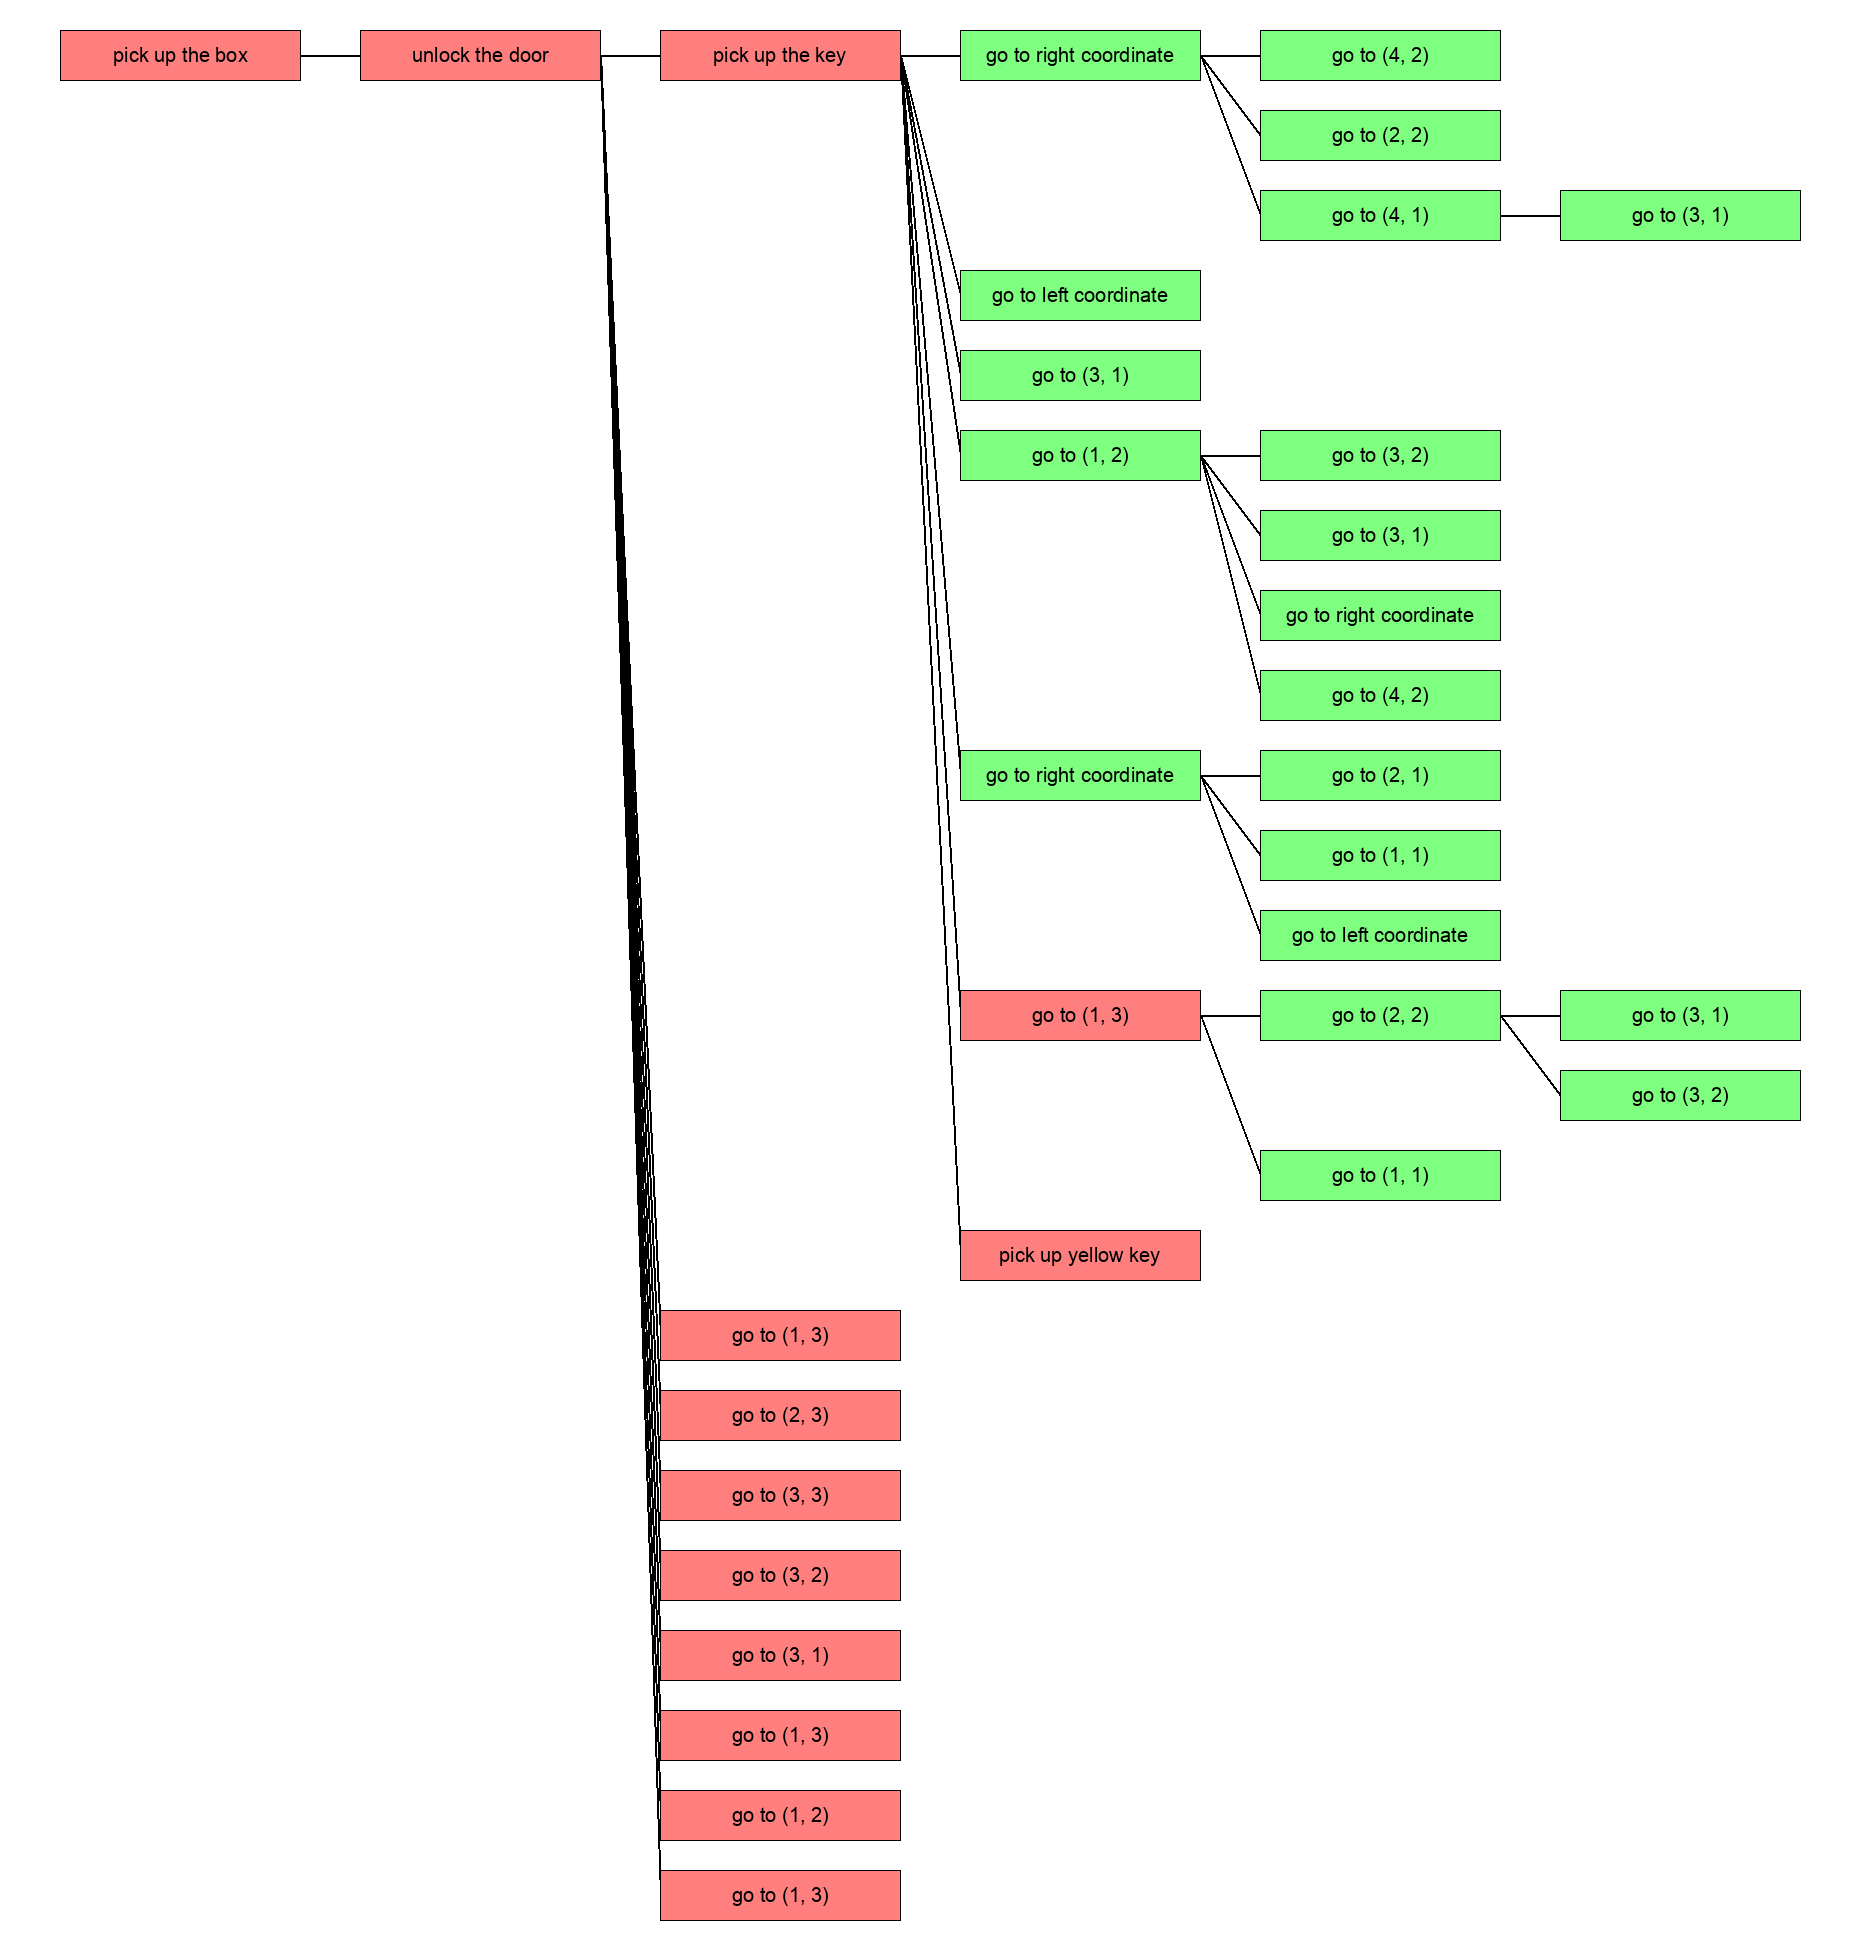 pick up the box
unlock the door
pick up the key
go to right coordinate
go to (4, 2)
go to (2, 2)
go to (4, 1)
go to (3, 1)
go to left coordinate
go to (3, 1)
go to (1, 2)
go to (3, 2)
go to (3, 1)
go to right coordinate
go to (4, 2)
go to right coordinate
go to (2, 1)
go to (1, 1)
go to left coordinate
go to (1, 3)
go to (2, 2)
go to (3, 1)
go to (3, 2)
go to (1, 1)
pick up yellow key
go to (1, 3)
go to (2, 3)
go to (3, 3)
go to (3, 2)
go to (3, 1)
go to (1, 3)
go to (1, 2)
go to (1, 3)